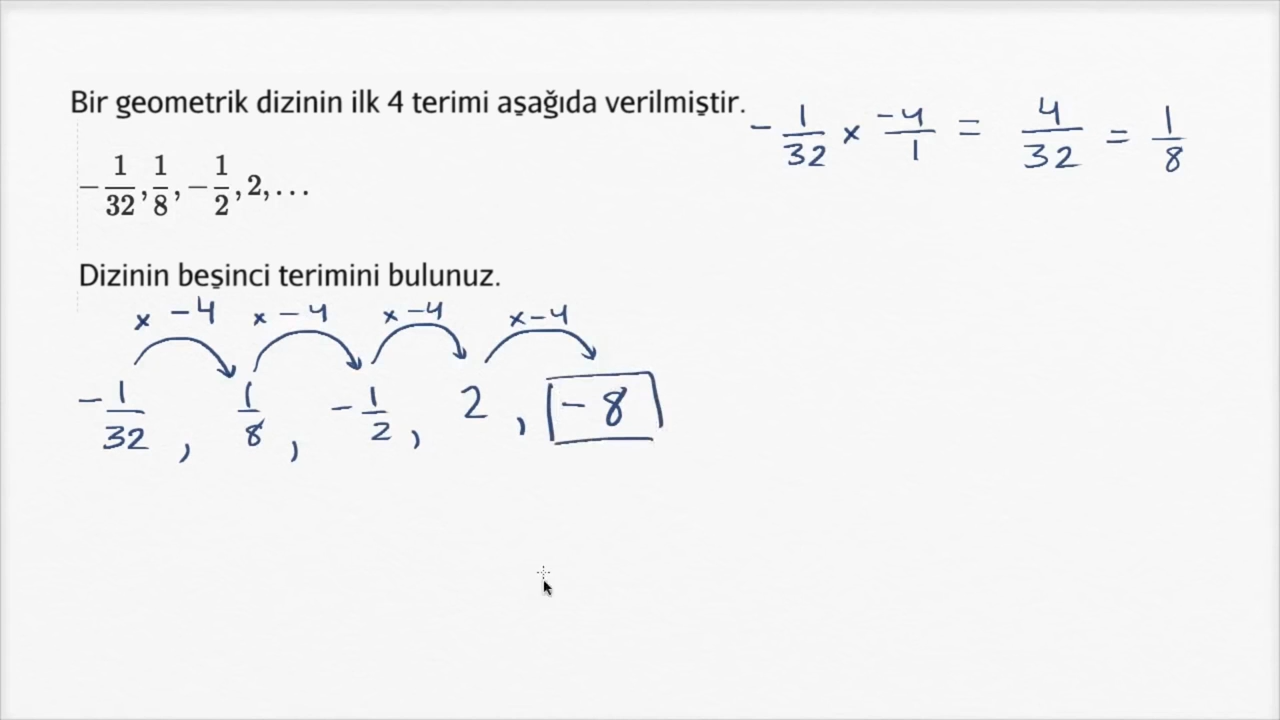 Bir geometrik dizinin ilk 4 terimi aşağıda verilmiştir.
-1/32 × -4/1 = 4/32 = 1/8
-1/32, 1/8, -1/2, 2, ...
Dizinin beşinci terimini bulunuz.
× -4 × -4 × -4 × -4
-1/32, 1/8, -1/2, 2, -8